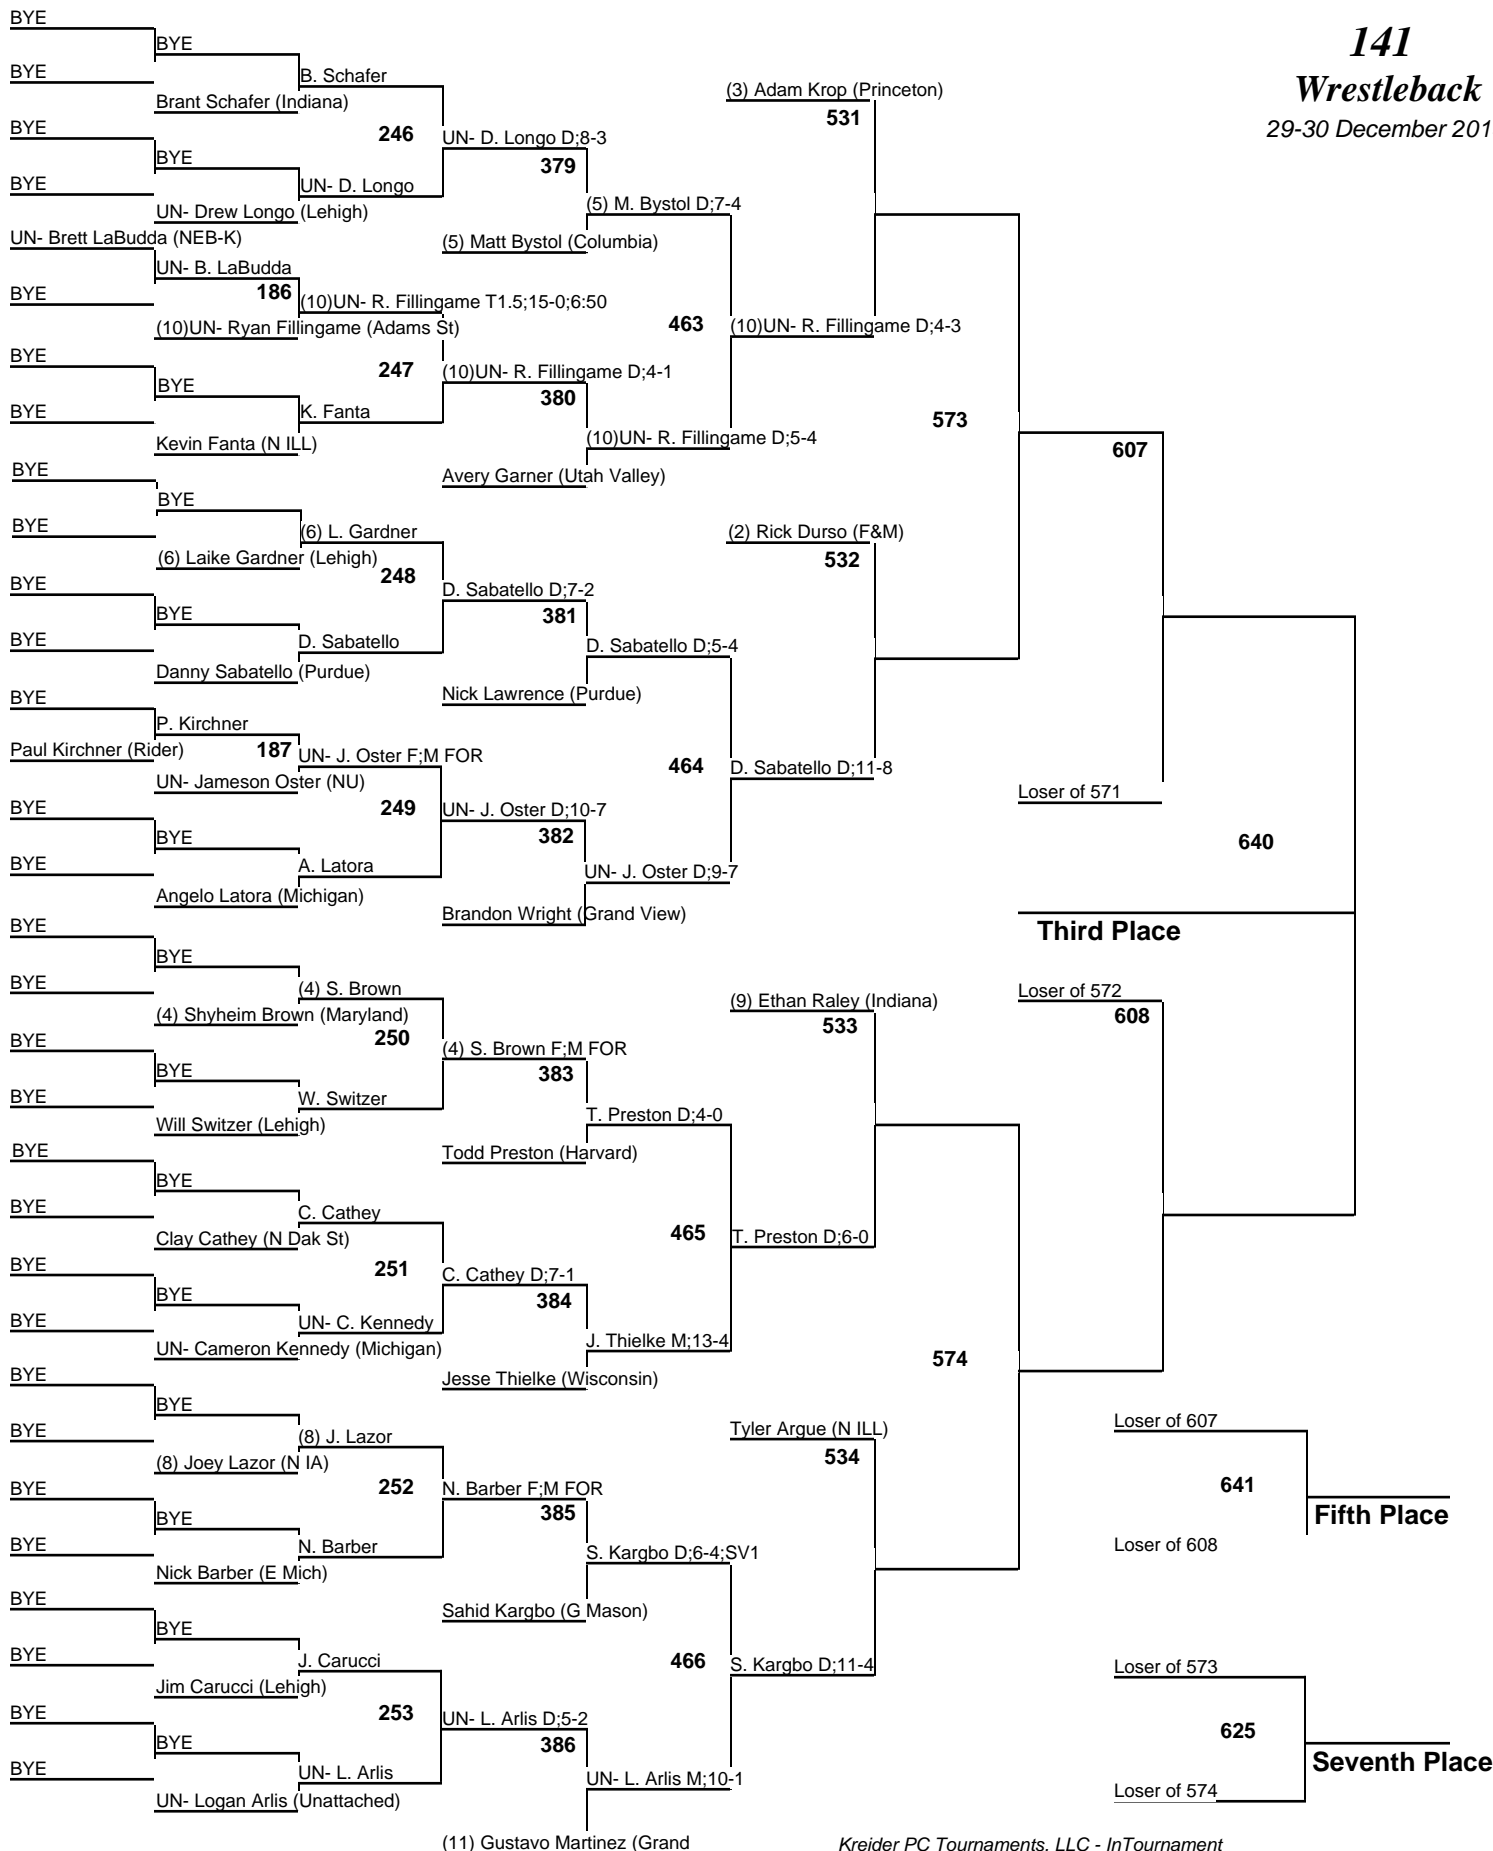 141
Wrestleback
29-30 December 201
BYE
BYE
BYE
B. Schafer
Brant Schafer (Indiana)
246
BYE
UN- D. Longo D;8-3
BYE
379
BYE
UN- D. Longo
UN- Drew Longo (Lehigh)
(5) M. Bystol D;7-4
(5) Matt Bystol (Columbia)
(3) Adam Krop (Princeton)
531
UN- Brett LaBudda (NEB-K)
UN- B. LaBudda
186
BYE
(10)UN- R. Fillingame T1.5;15-0;6:50
(10)UN- Ryan Fillingame (Adams St)
463
(10)UN- R. Fillingame D;4-3
BYE
247
(10)UN- R. Fillingame D;4-1
BYE
380
BYE
K. Fanta
Kevin Fanta (N ILL)
(10)UN- R. Fillingame D;5-4
Avery Garner (Utah Valley)
573
607
BYE
BYE
BYE
(6) L. Gardner
(6) Laike Gardner (Lehigh)
248
(2) Rick Durso (F&M)
532
BYE
D. Sabatello D;7-2
BYE
381
BYE
D. Sabatello
D. Sabatello D;5-4
Danny Sabatello (Purdue)
Nick Lawrence (Purdue)
BYE
P. Kirchner
Paul Kirchner (Rider)
187
UN- J. Oster F;M FOR
UN- Jameson Oster (NU)
464
D. Sabatello D;11-8
BYE
249
UN- J. Oster D;10-7
BYE
382
BYE
A. Latora
UN- J. Oster D;9-7
Angelo Latora (Michigan)
Brandon Wright (Grand View)
Loser of 571
640
Third Place
BYE
BYE
BYE
(4) S. Brown
(4) Shyheim Brown (Maryland)
250
(9) Ethan Raley (Indiana)
533
Loser of 572
608
BYE
(4) S. Brown F;M FOR
BYE
383
BYE
W. Switzer
T. Preston D;4-0
Will Switzer (Lehigh)
Todd Preston (Harvard)
BYE
BYE
BYE
C. Cathey
Clay Cathey (N Dak St)
465
T. Preston D;6-0
BYE
251
C. Cathey D;7-1
BYE
384
BYE
UN- C. Kennedy
J. Thielke M;13-4
UN- Cameron Kennedy (Michigan)
Jesse Thielke (Wisconsin)
574
BYE
BYE
BYE
(8) J. Lazor
(8) Joey Lazor (N IA)
252
Tyler Argue (N ILL)
534
Loser of 607
641
Fifth Place
Loser of 608
BYE
N. Barber F;M FOR
BYE
385
BYE
N. Barber
S. Kargbo D;6-4;SV1
Nick Barber (E Mich)
Sahid Kargbo (G Mason)
BYE
BYE
BYE
J. Carucci
Jim Carucci (Lehigh)
466
S. Kargbo D;11-4
Loser of 573
BYE
253
UN- L. Arlis D;5-2
BYE
386
BYE
UN- L. Arlis
UN- L. Arlis M;10-1
UN- Logan Arlis (Unattached)
625
Seventh Place
Loser of 574
(11) Gustavo Martinez (Grand
Kreider PC Tournaments, LLC - InTournament